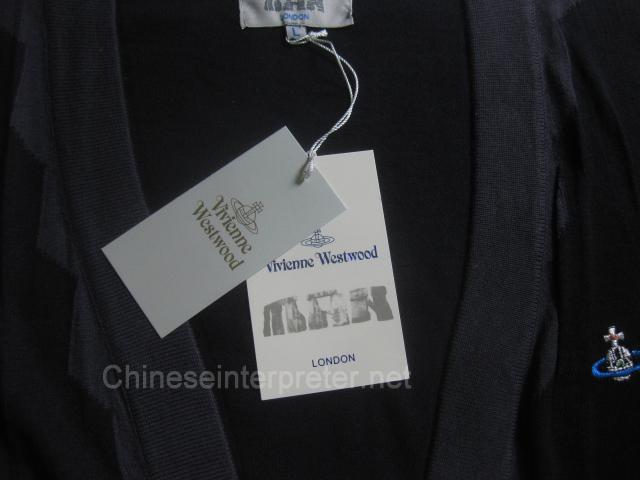 MAN
LONDON
L
Vivienne
Westwood
Vivienne Westwood
MAN
LONDON
Chineseinterpreter.net